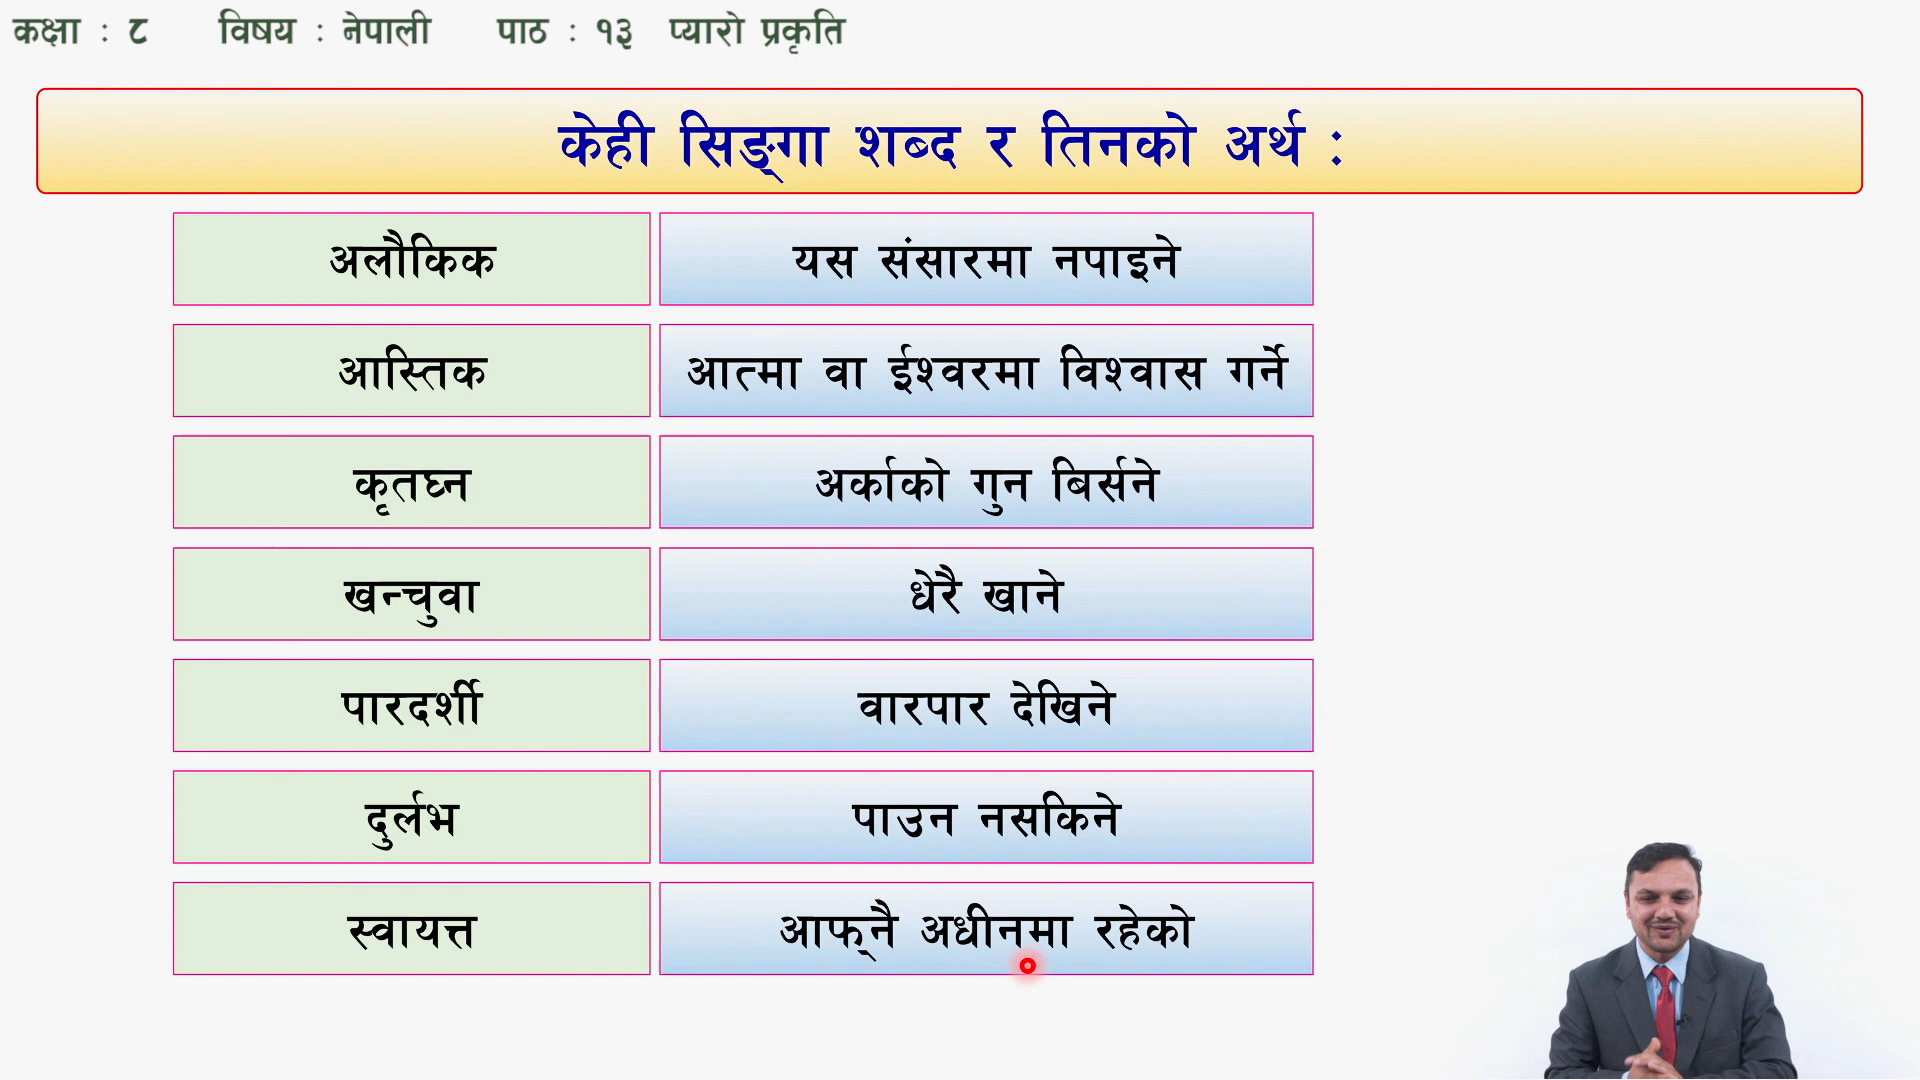 कक्षा : ८ विषय : नेपाली पाठ : १३ प्यारो प्रकृति
केही सिङ्गा शब्द र तिनको अर्थ :
अलौकिक यस संसारमा नपाइने
आस्तिक आत्मा वा ईश्वरमा विश्वास गर्ने
कृतघ्न अर्काको गुन बिर्सने
खन्चुवा धेरै खाने
पारदर्शी वारपार देखिने
दुर्लभ पाउन नसकिने
स्वायत्त आफ्नै अधीनमा रहेको